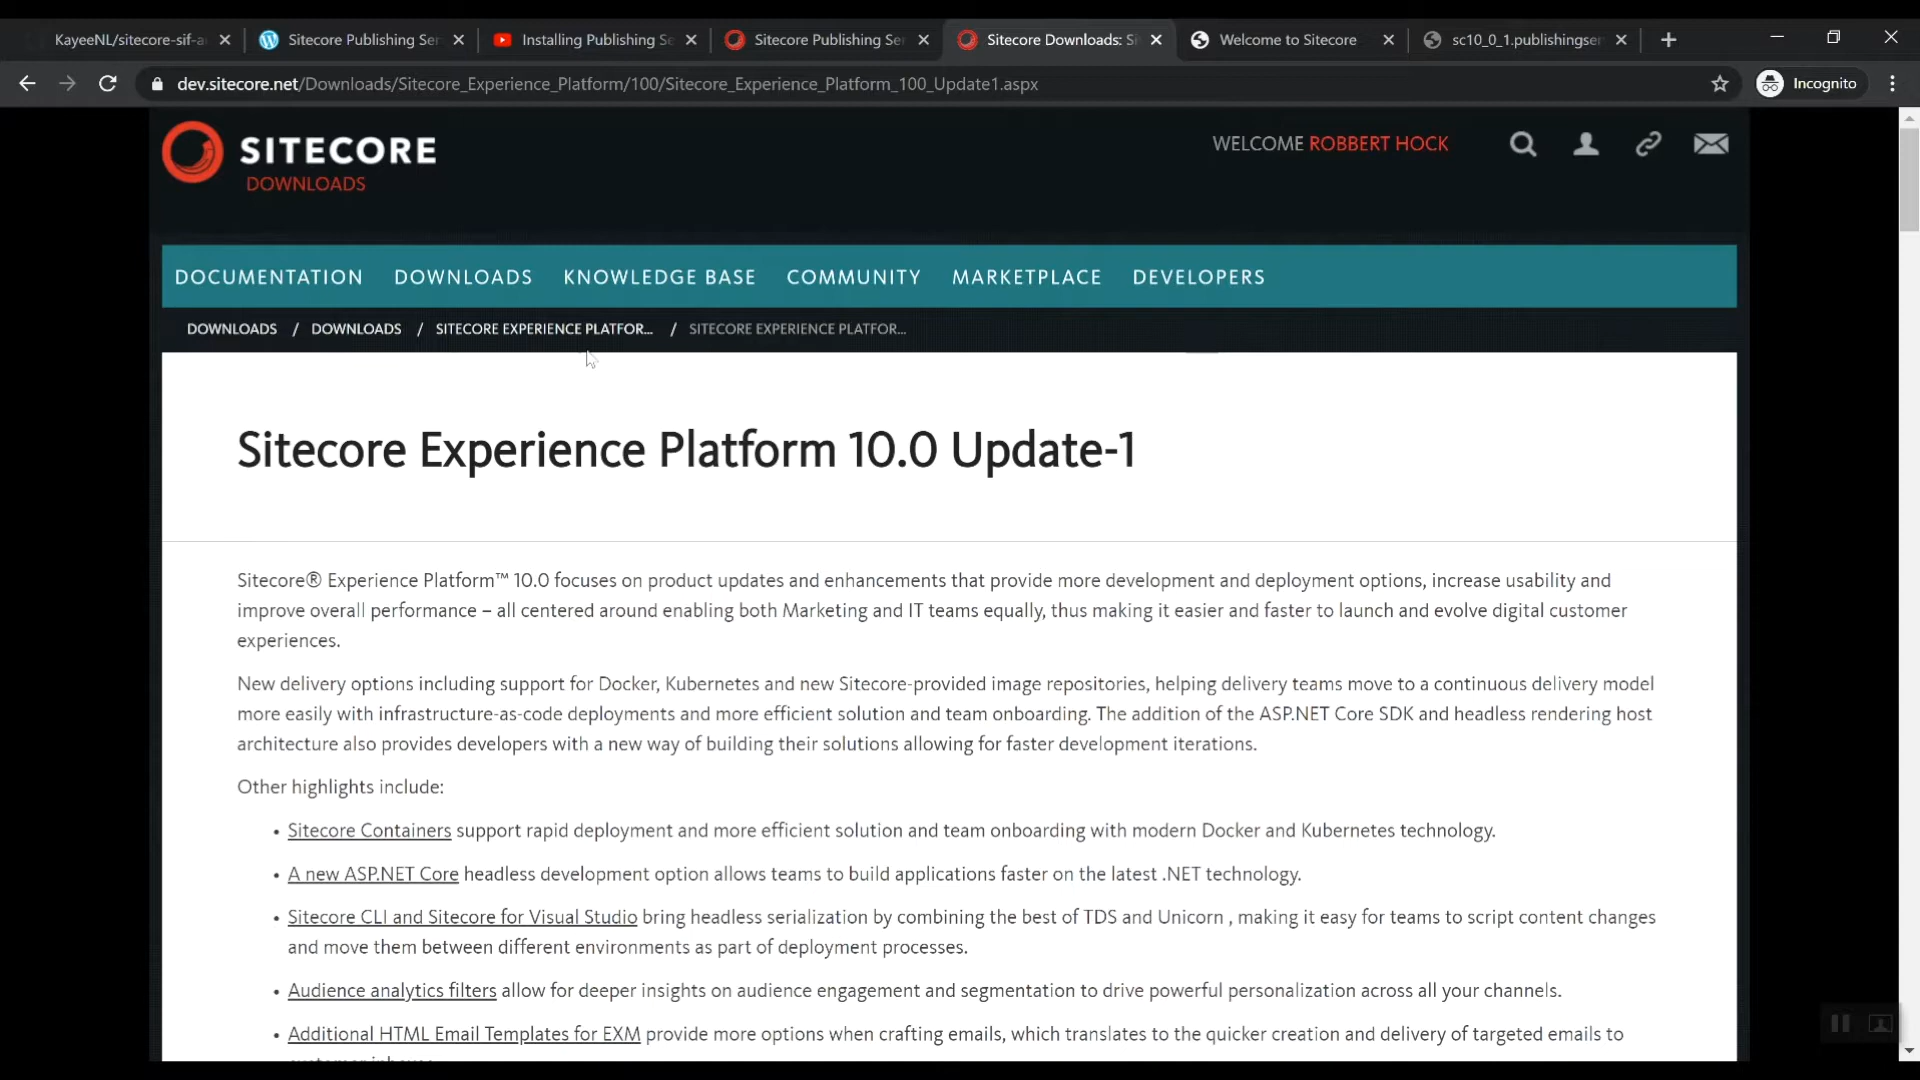 KayeeNL/sitecore-sif-a
Sitecore Publishing Ser
Installing Publishing Se
Sitecore Publishing Ser
Sitecore Downloads: Si
Welcome to Sitecore
sc10_0_1.publishingser
dev.sitecore.net/Downloads/Sitecore_Experience_Platform/100/Sitecore_Experience_Platform_100_Update1.aspx
Incognito
SITECORE
DOWNLOADS
WELCOME ROBBERT HOCK
DOCUMENTATION DOWNLOADS KNOWLEDGE BASE COMMUNITY MARKETPLACE DEVELOPERS
DOWNLOADS / DOWNLOADS / SITECORE EXPERIENCE PLATFOR... / SITECORE EXPERIENCE PLATFOR...
Sitecore Experience Platform 10.0 Update-1
Sitecore® Experience Platform™ 10.0 focuses on product updates and enhancements that provide more development and deployment options, increase usability and
improve overall performance – all centered around enabling both Marketing and IT teams equally, thus making it easier and faster to launch and evolve digital customer
experiences.
New delivery options including support for Docker, Kubernetes and new Sitecore-provided image repositories, helping delivery teams move to a continuous delivery model
more easily with infrastructure-as-code deployments and more efficient solution and team onboarding. The addition of the ASP.NET Core SDK and headless rendering host
architecture also provides developers with a new way of building their solutions allowing for faster development iterations.
Other highlights include:
• Sitecore Containers support rapid deployment and more efficient solution and team onboarding with modern Docker and Kubernetes technology.
• A new ASP.NET Core headless development option allows teams to build applications faster on the latest .NET technology.
• Sitecore CLI and Sitecore for Visual Studio bring headless serialization by combining the best of TDS and Unicorn , making it easy for teams to script content changes
and move them between different environments as part of deployment processes.
• Audience analytics filters allow for deeper insights on audience engagement and segmentation to drive powerful personalization across all your channels.
• Additional HTML Email Templates for EXM provide more options when crafting emails, which translates to the quicker creation and delivery of targeted emails to